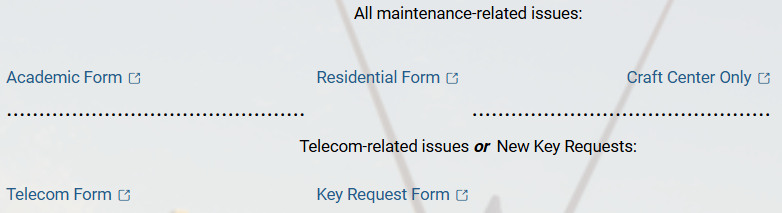 All maintenance-related issues:
Academic Form Residential Form Craft Center Only
Telecom-related issues or New Key Requests:
Telecom Form Key Request Form